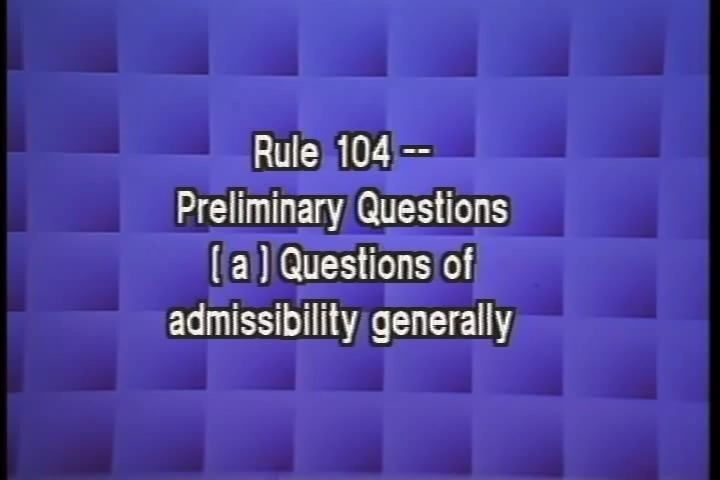 Rule 104 --
Preliminary Questions
( a ) Questions of
admissibility generally